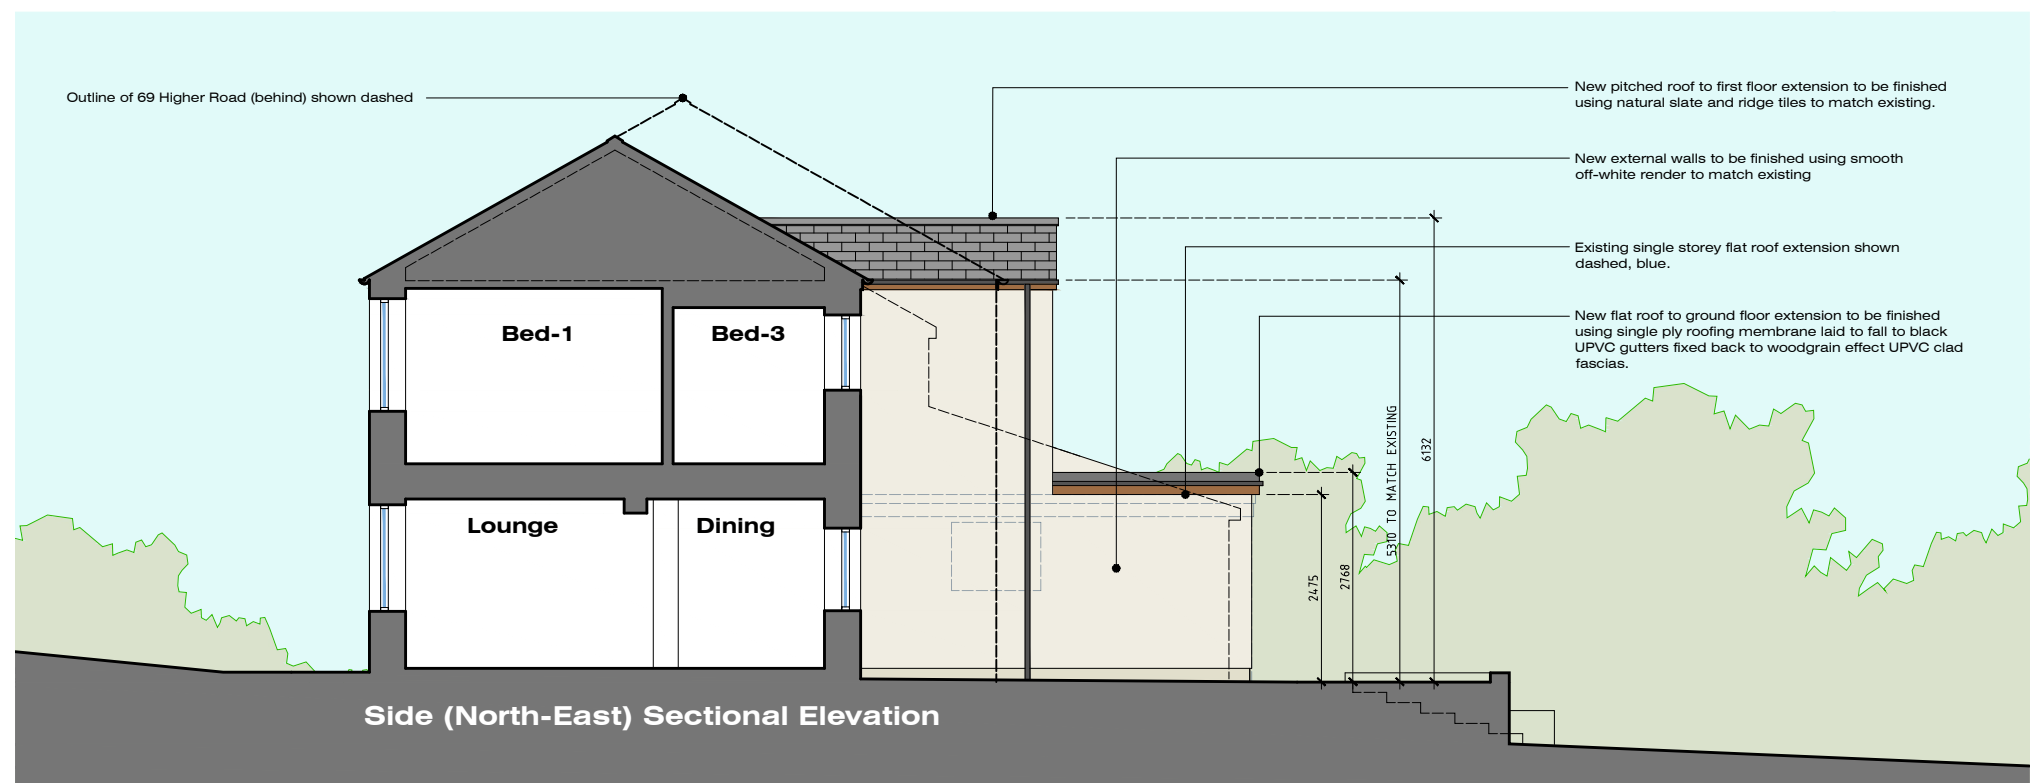 Outline of 69 Higher Road (behind) shown dashed
New pitched roof to first floor extension to be finished
using natural slate and ridge tiles to match existing.
New external walls to be finished using smooth
off-white render to match existing
Existing single storey flat roof extension shown
dashed, blue.
New flat roof to ground floor extension to be finished
using single ply roofing membrane laid to fall to black
UPVC gutters fixed back to woodgrain effect UPVC clad
fascias.
Bed-1
Bed-3
Lounge
Dining
2475
2768
5310 TO MATCH EXISTING
6132
Side (North-East) Sectional Elevation